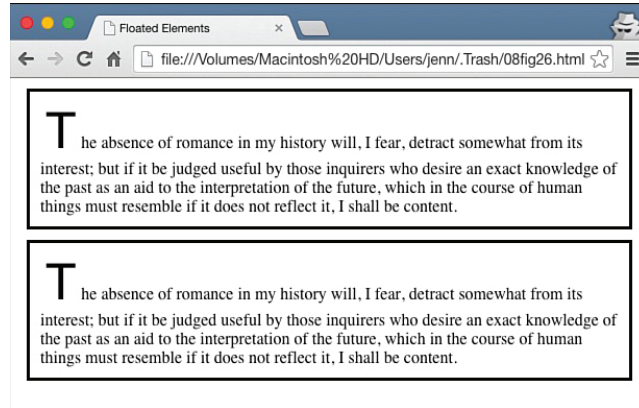 Floated Elements
file:///Volumes/Macintosh%20HD/Users/jenn/.Trash/08fig26.html
The absence of romance in my history will, I fear, detract somewhat from its
interest; but if it be judged useful by those inquirers who desire an exact knowledge of
the past as an aid to the interpretation of the future, which in the course of human
things must resemble if it does not reflect it, I shall be content.
The absence of romance in my history will, I fear, detract somewhat from its
interest; but if it be judged useful by those inquirers who desire an exact knowledge of
the past as an aid to the interpretation of the future, which in the course of human
things must resemble if it does not reflect it, I shall be content.